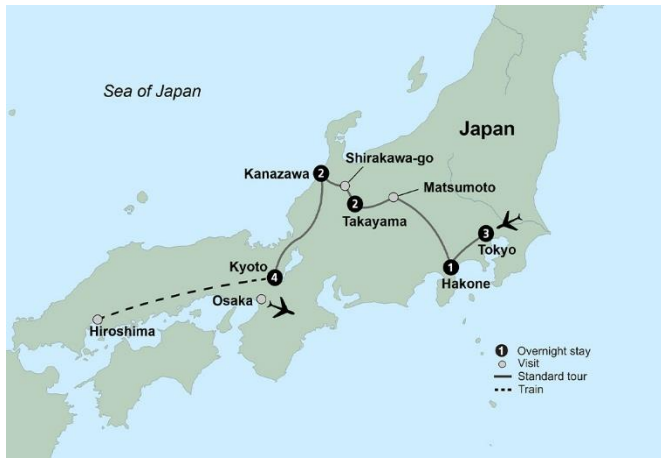 Sea of Japan
Japan
Shirakawa-go
Kanazawa 2
Matsumoto
2
Takayama
3
Tokyo
Kyoto
4
1
Hakone
Osaka
Hiroshima
1 Overnight stay
Visit
Standard tour
Train